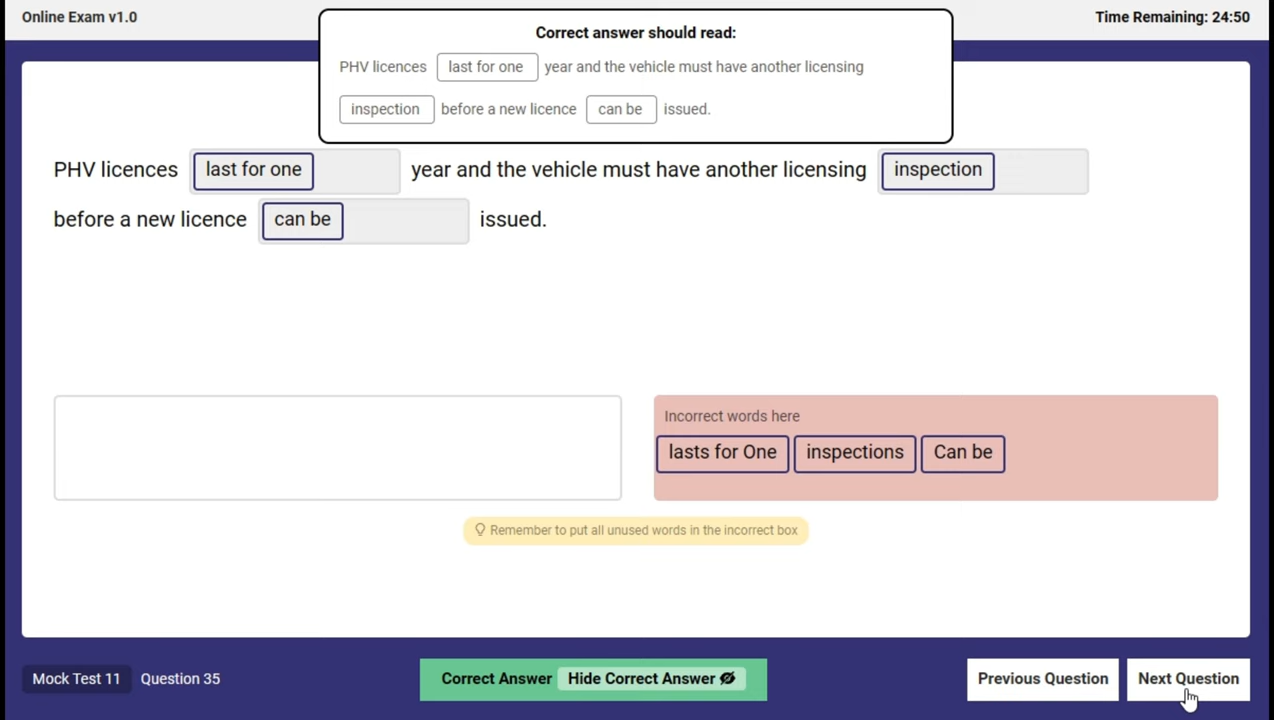 Online Exam v1.0
Time Remaining: 24:50
Correct answer should read:
PHV licences last for one year and the vehicle must have another licensing
inspection before a new licence can be issued.
PHV licences last for one year and the vehicle must have another licensing inspection
before a new licence can be issued.
Incorrect words here
lasts for One inspections Can be
Remember to put all unused words in the incorrect box
Mock Test 11 Question 35 Correct Answer Hide Correct Answer Previous Question Next Question